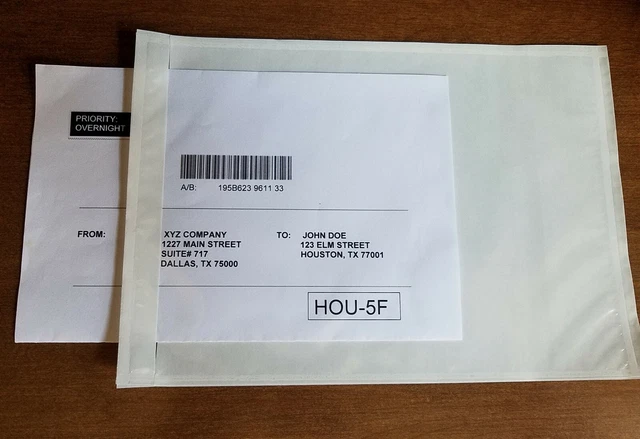 PRIORITY:
OVERNIGHT
A/B: 195B623 9611 33
FROM: XYZ COMPANY
1227 MAIN STREET
SUITE# 717
DALLAS, TX 75000
TO: JOHN DOE
123 ELM STREET
HOUSTON, TX 77001
HOU-5F